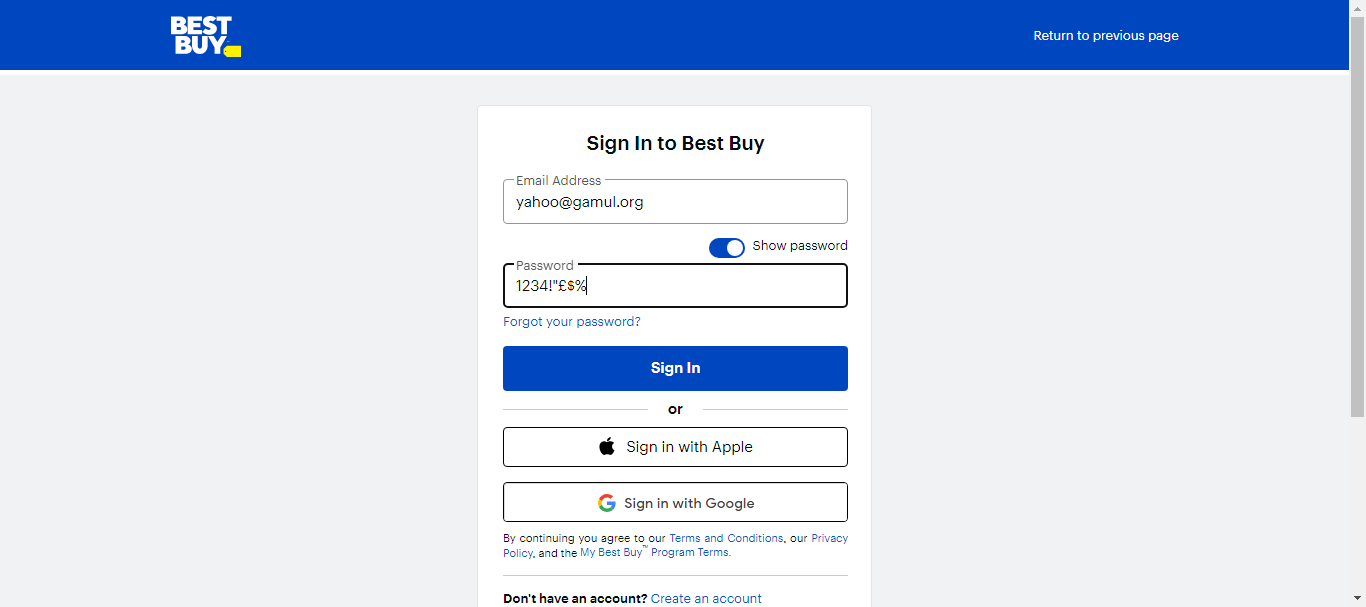 BEST
BUY
Return to previous page
Sign In to Best Buy
Email Address
yahoo@gamul.org
Show password
Password
1234!"£$%
Forgot your password?
Sign In
or
Sign in with Apple
Sign in with Google
By continuing you agree to our Terms and Conditions, our Privacy
Policy, and the My Best Buy™ Program Terms.
Don't have an account? Create an account